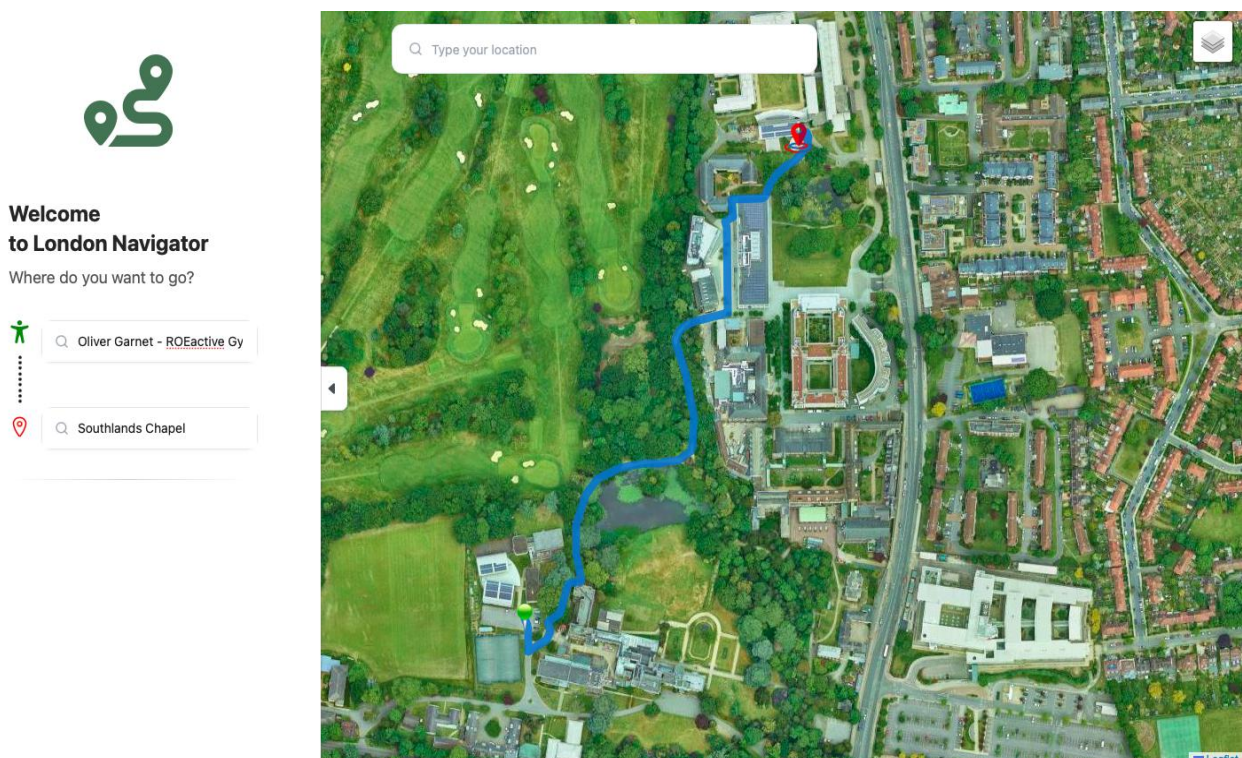 Type your location
Welcome
to London Navigator
Where do you want to go?
Oliver Garnet - ROEactive Gy
Southlands Chapel
Leaflet